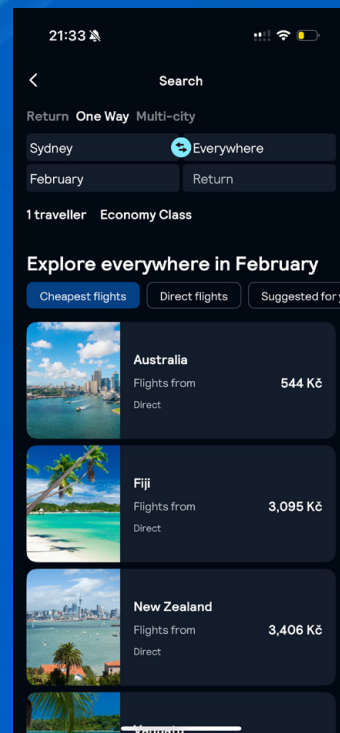 21:33
Search
Return One Way Multi-city
Sydney Everywhere
February Return
1 traveller Economy Class
Explore everywhere in February
Cheapest flights Direct flights Suggested for
Australia
Flights from 544 Kč
Direct
Fiji
Flights from 3,095 Kč
Direct
New Zealand
Flights from 3,406 Kč
Direct